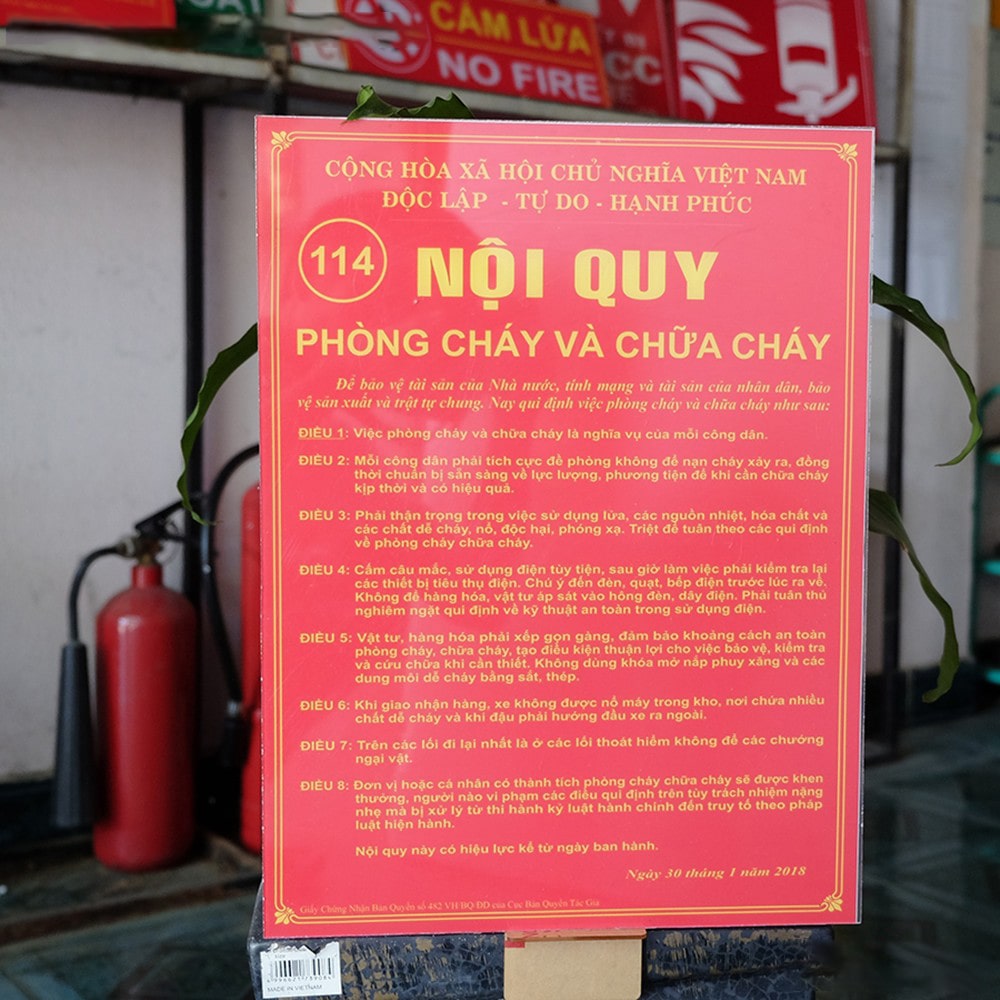 CẤM LỬA
NO FIRE
CC
CỘNG HÒA XÃ HỘI CHỦ NGHĨA VIỆT NAM
ĐỘC LẬP - TỰ DO - HẠNH PHÚC
114
NỘI QUY
PHÒNG CHÁY VÀ CHỮA CHÁY
Để bảo vệ tài sản của Nhà nước, tính mạng và tài sản của nhân dân, bảo
vệ sản xuất và trật tự chung. Nay qui định việc phòng cháy và chữa cháy như sau:
ĐIỀU 1: Việc phòng cháy và chữa cháy là nghĩa vụ của mỗi công dân.
ĐIỀU 2: Mỗi công dân phải tích cực đề phòng không để nạn cháy xảy ra, đồng
thời chuẩn bị sẵn sàng về lực lượng, phương tiện để khi cần chữa cháy
kịp thời và có hiệu quả.
ĐIỀU 3: Phải thận trọng trong việc sử dụng lửa, các nguồn nhiệt, hóa chất và
các chất dễ cháy, nổ, độc hại, phóng xạ. Triệt để tuân theo các qui định
về phòng cháy chữa cháy.
ĐIỀU 4: Cấm câu mắc, sử dụng điện tùy tiện, sau giờ làm việc phải kiểm tra lại
các thiết bị tiêu thụ điện. Chú ý đến đèn, quạt, bếp điện trước lúc ra về.
Không để hàng hóa, vật tư áp sát vào hông đèn, dây điện. Phải tuân thủ
nghiêm ngặt qui định về kỹ thuật an toàn trong sử dụng điện.
ĐIỀU 5: Vật tư, hàng hóa phải xếp gọn gàng, đảm bảo khoảng cách an toàn
phòng cháy, chữa cháy, tạo điều kiện thuận lợi cho việc bảo vệ, kiểm tra
và cứu chữa khi cần thiết. Không dùng khóa mở nắp phuy xăng và các
dung môi dễ cháy bằng sắt, thép.
ĐIỀU 6: Khi giao nhận hàng, xe không được nổ máy trong kho, nơi chứa nhiều
chất dễ cháy và khi đậu phải hướng đầu xe ra ngoài.
ĐIỀU 7: Trên các lối đi lại nhất là ở các lối thoát hiểm không để các chướng
ngại vật.
ĐIỀU 8: Đơn vị hoặc cá nhân có thành tích phòng cháy chữa cháy sẽ được khen
thưởng, người nào vi phạm các điều qui định trên tùy trách nhiệm nặng
nhẹ mà bị xử lý từ thi hành kỷ luật hành chính đến truy tố theo pháp
luật hiện hành.
Nội quy này có hiệu lực kể từ ngày ban hành.
Ngày 30 tháng 1 năm 2018
Giấy Chứng Nhận Bản Quyền số 482 VH/BQ/ĐD của Cục Bản Quyền Tác Giả
MADE IN VIETNAM